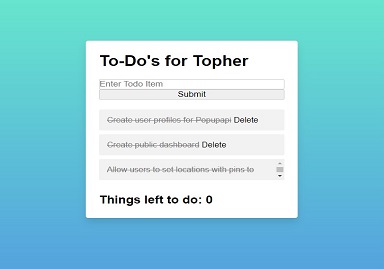 To-Do's for Topher
Enter Todo Item
Submit
Create user profiles for Popupapi Delete
Create public dashboard Delete
Allow users to set locations with pins to
Things left to do: 0